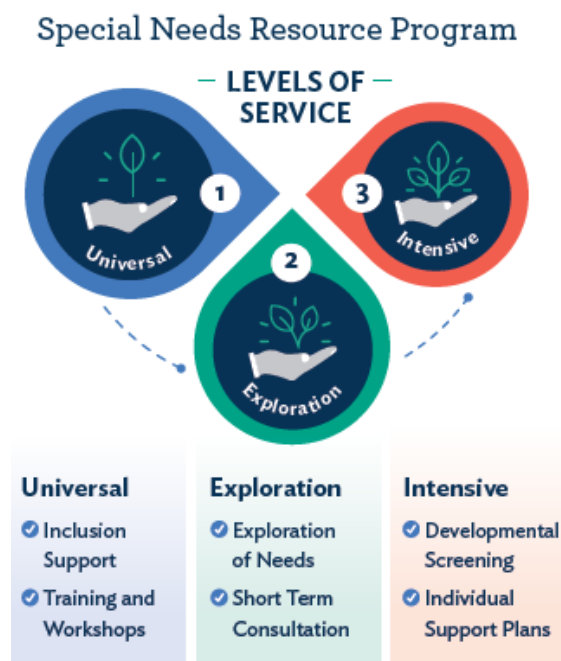 Special Needs Resource Program
LEVELS OF
SERVICE
1
Universal
2
Exploration
3
Intensive
Universal
Inclusion
Support
Training and
Workshops
Exploration
Exploration
of Needs
Short Term
Consultation
Intensive
Developmental
Screening
Individual
Support Plans